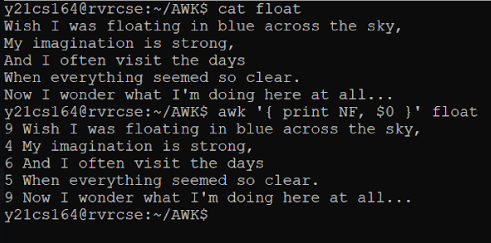 y21cs164@rvrcse:~/AWK$ cat float
Wish I was floating in blue across the sky,
My imagination is strong,
And I often visit the days
When everything seemed so clear.
Now I wonder what I'm doing here at all...
y21cs164@rvrcse:~/AWK$ awk '{ print NF, $0 }' float
9 Wish I was floating in blue across the sky,
4 My imagination is strong,
6 And I often visit the days
5 When everything seemed so clear.
9 Now I wonder what I'm doing here at all...
y21cs164@rvrcse:~/AWK$